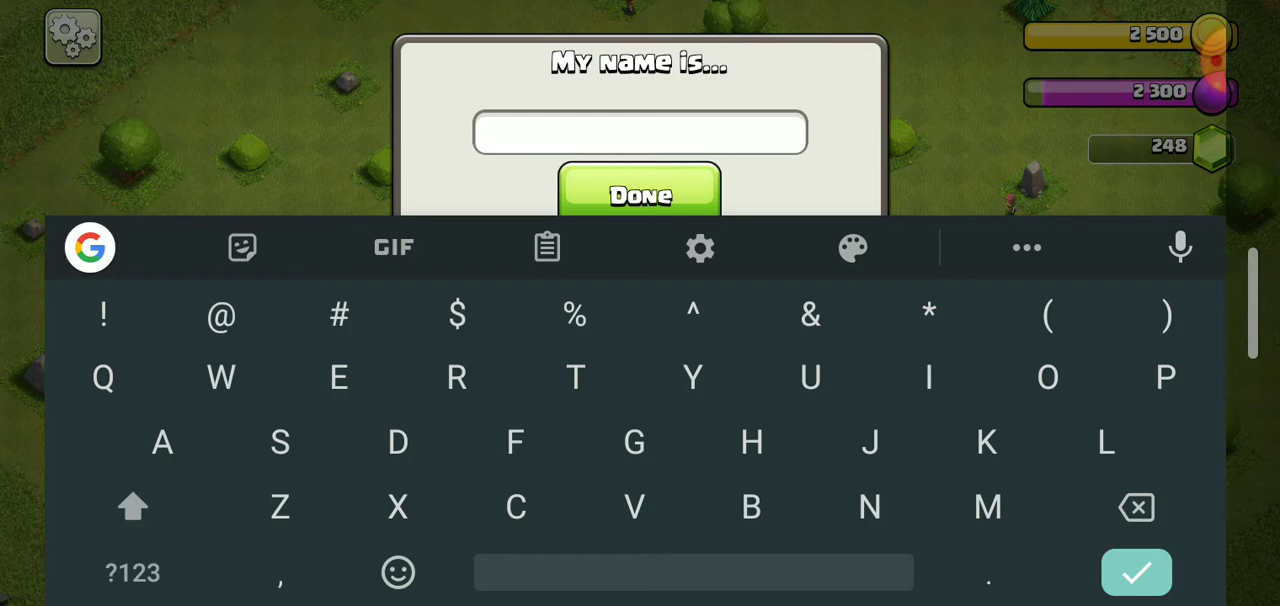 2 500
My name is...
2 300
248
Done
G GIF
! @ # $ % ^ & * ( )
Q W E R T Y U I O P
A S D F G H J K L
Z X C V B N M
?123 , .